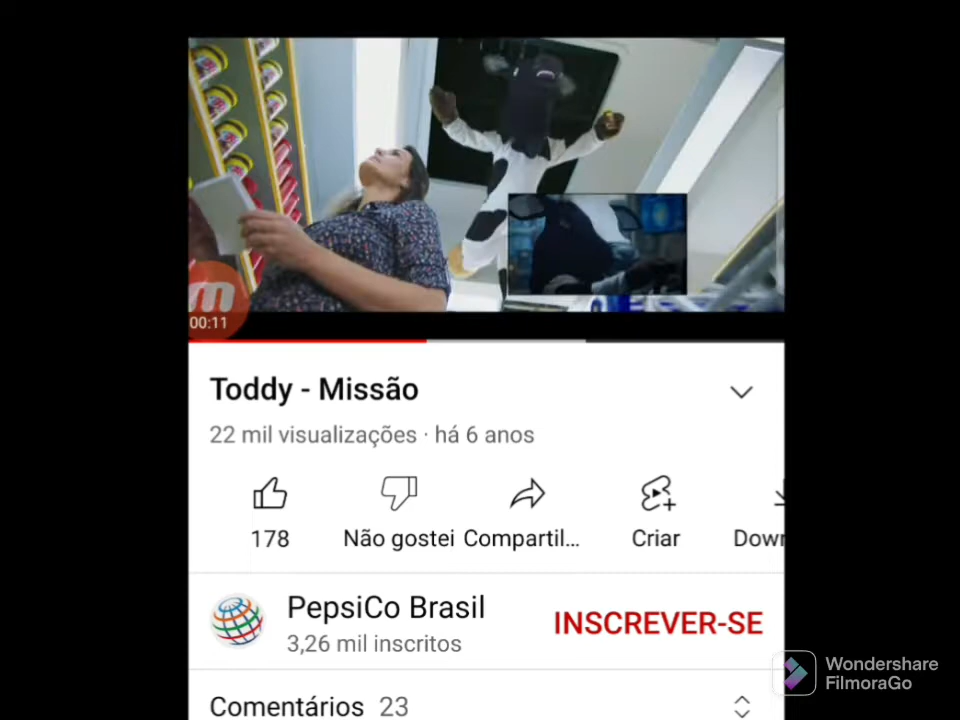 m
00:11
Toddy - Missão
22 mil visualizações · há 6 anos
178
Não gostei
Compartil...
Criar
Down
PepsiCo Brasil
3,26 mil inscritos
INSCREVER-SE
Comentários 23
Wondershare
FilmoraGo